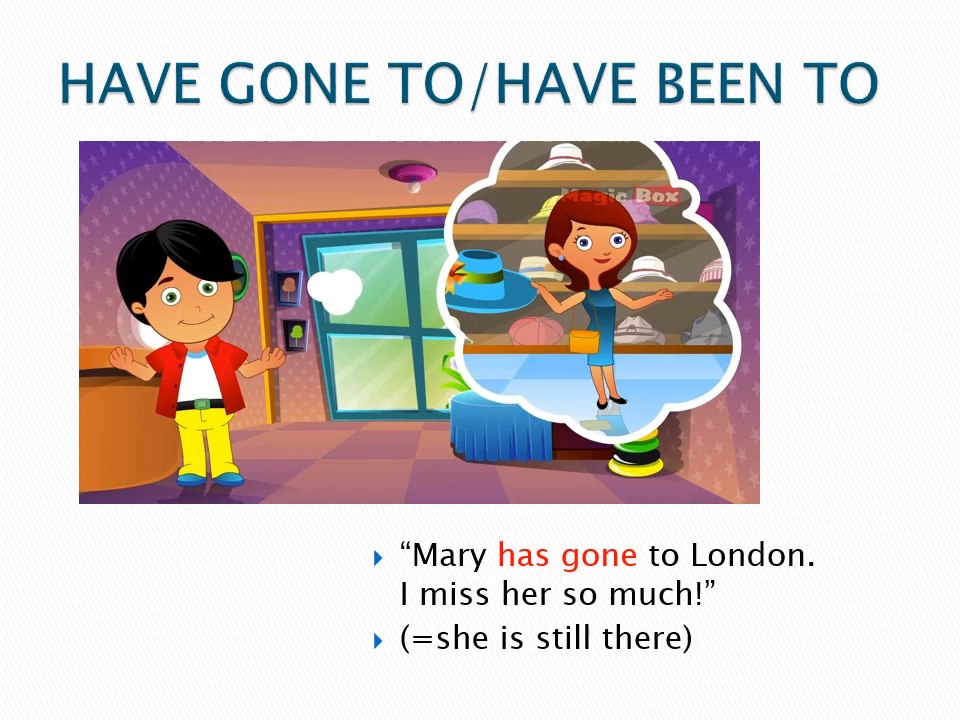 HAVE GONE TO/HAVE BEEN TO
Magic Box
“Mary has gone to London.
I miss her so much!”
(=she is still there)